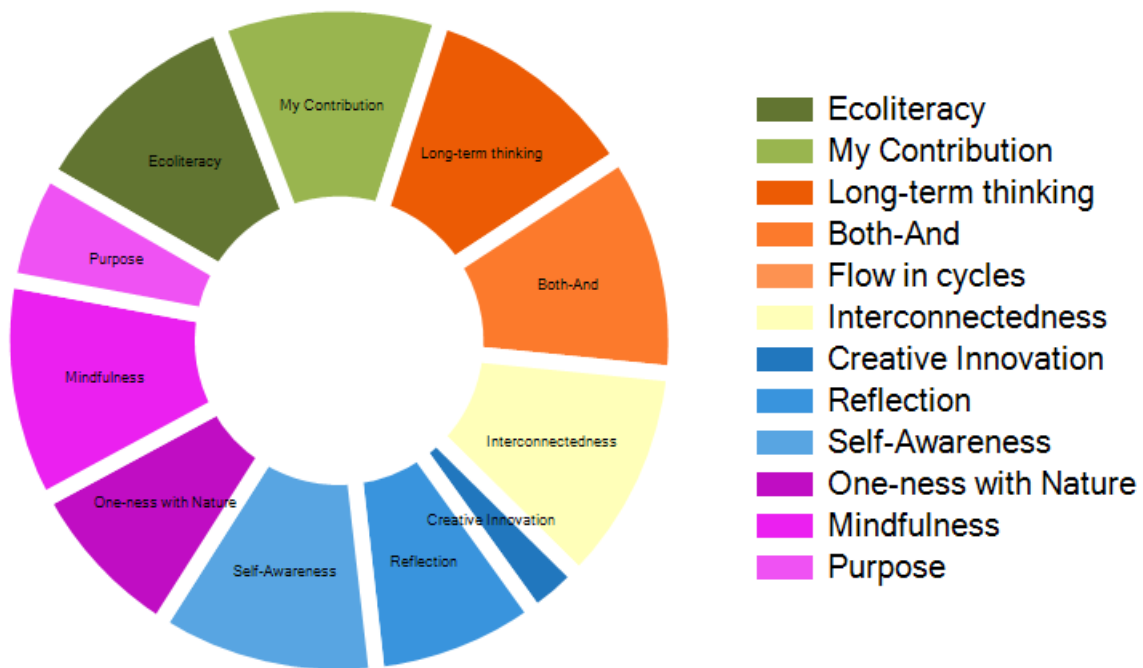 My Contribution
Long-term thinking
Ecoliteracy
Purpose
Both-And
Mindfulness
Interconnectedness
One-ness with Nature
Creative Innovation
Self-Awareness
Reflection
Ecoliteracy
My Contribution
Long-term thinking
Both-And
Flow in cycles
Interconnectedness
Creative Innovation
Reflection
Self-Awareness
One-ness with Nature
Mindfulness
Purpose